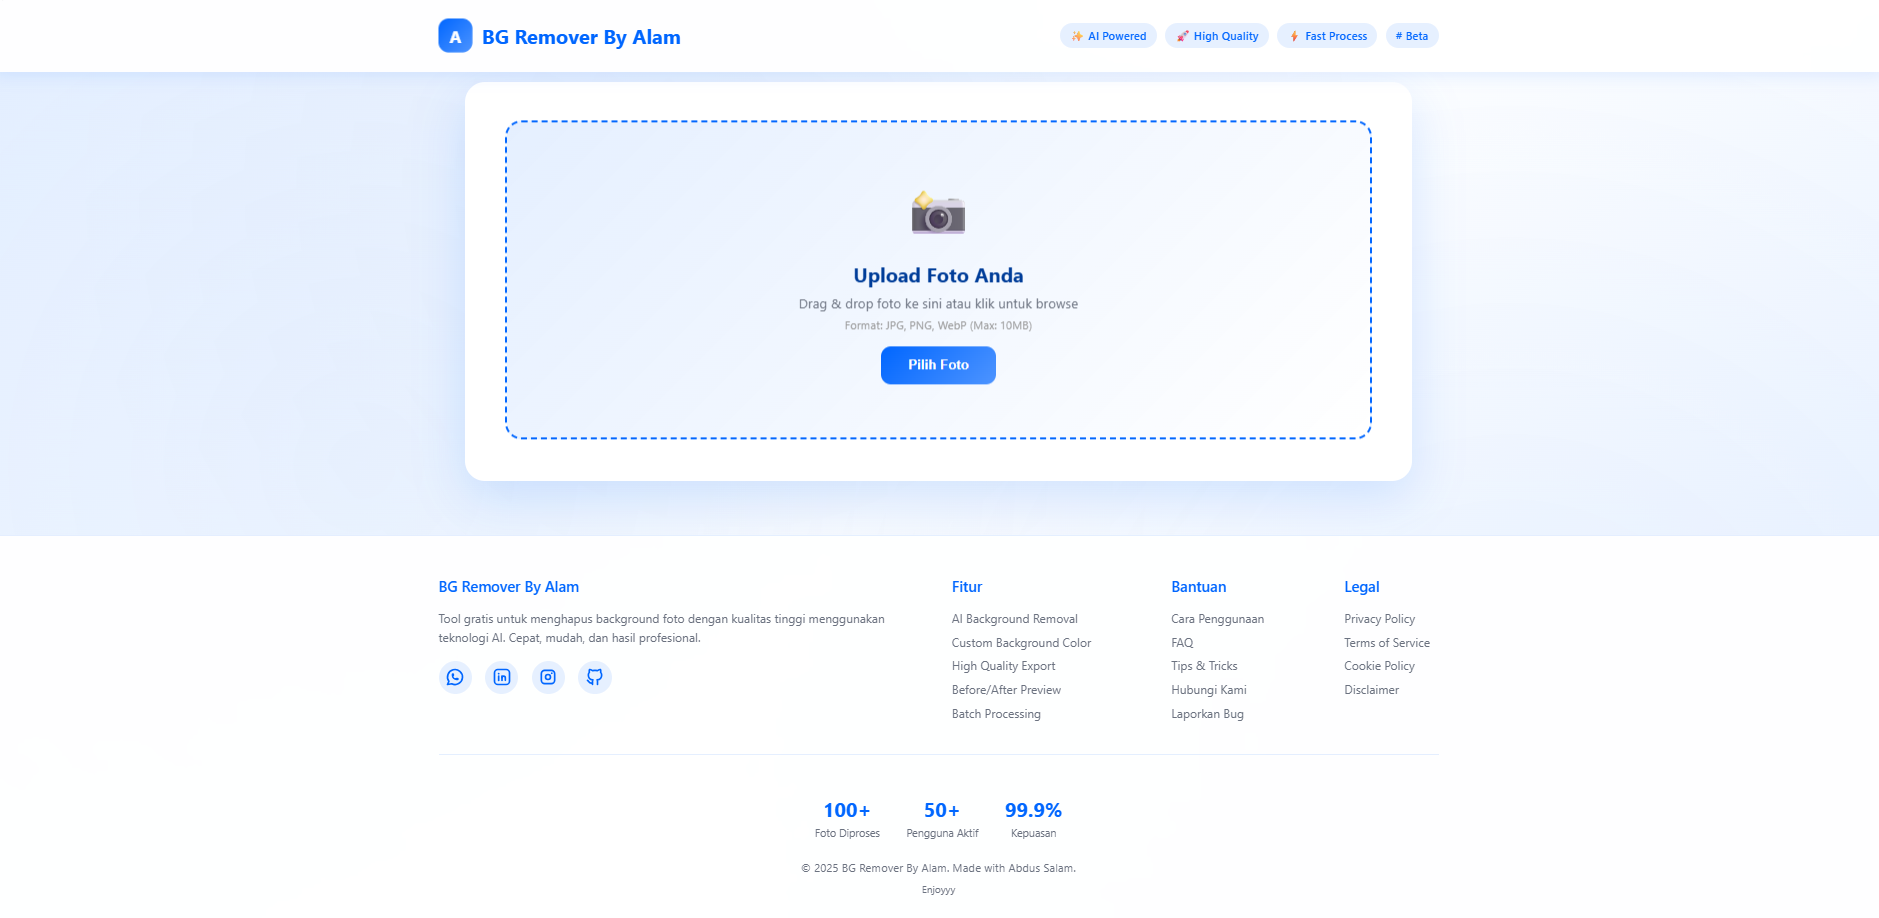 A
BG Remover By Alam
✨ AI Powered
🚀 High Quality
⚡ Fast Process
# Beta
Upload Foto Anda
Drag & drop foto ke sini atau klik untuk browse
Format: JPG, PNG, WebP (Max: 10MB)
Pilih Foto
BG Remover By Alam
Tool gratis untuk menghapus background foto dengan kualitas tinggi menggunakan
teknologi AI. Cepat, mudah, dan hasil profesional.
Fitur
AI Background Removal
Custom Background Color
High Quality Export
Before/After Preview
Batch Processing
Bantuan
Cara Penggunaan
FAQ
Tips & Tricks
Hubungi Kami
Laporkan Bug
Legal
Privacy Policy
Terms of Service
Cookie Policy
Disclaimer
100+
Foto Diproses
50+
Pengguna Aktif
99.9%
Kepuasan
© 2025 BG Remover By Alam. Made with Abdus Salam.
Enjoyyy